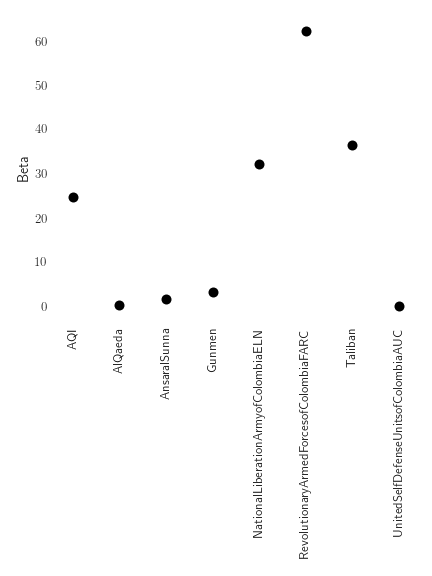 60
50
40
30
20
10
0
Beta
AQI
AlQaeda
AnsaralSunna
Gunmen
NationalLiberationArmyofColombiaELN
RevolutionaryArmedForcesofColombiaFARC
Taliban
UnitedSelfDefenseUnitsofColombiaAUC